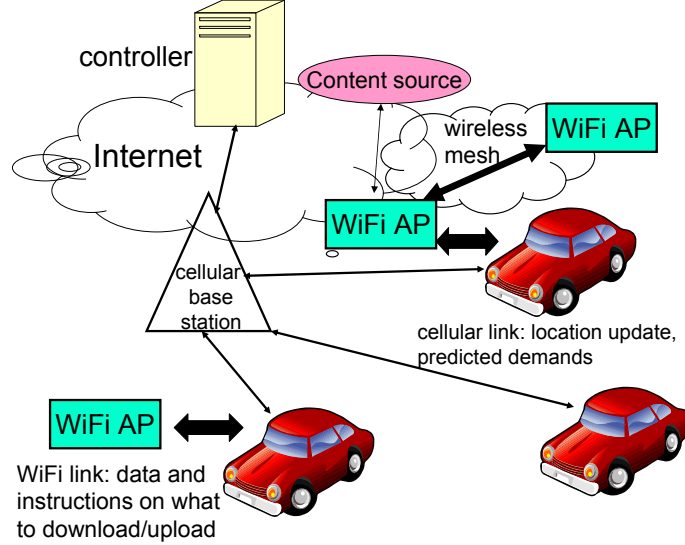 controller
Content source
WiFi AP
wireless
mesh
Internet
WiFi AP
cellular
base
station
cellular link: location update,
predicted demands
WiFi AP
WiFi link: data and
instructions on what
to download/upload